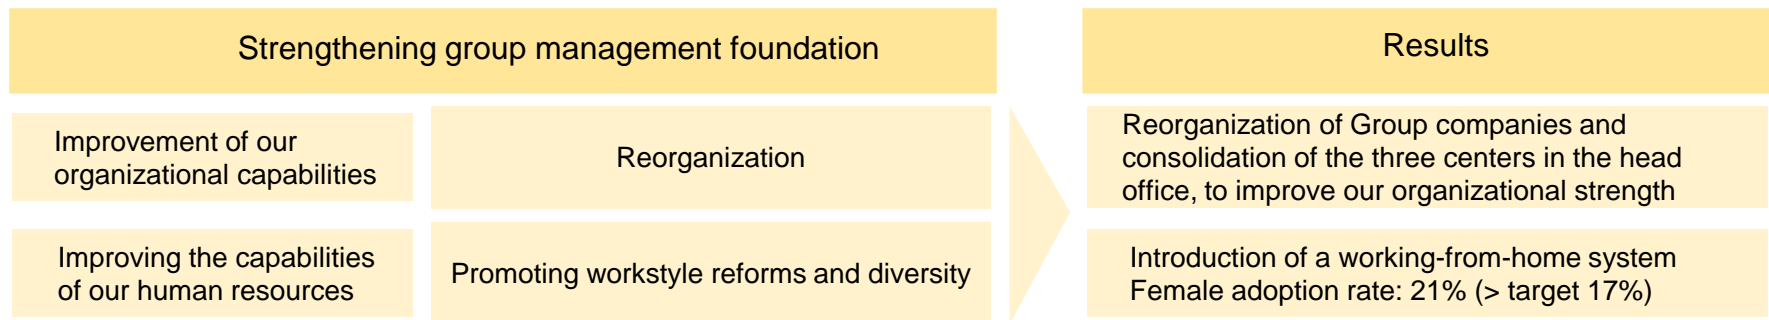 Strengthening group management foundation
Results
Improvement of our
organizational capabilities
Reorganization
Reorganization of Group companies and
consolidation of the three centers in the head
office, to improve our organizational strength
Improving the capabilities
of our human resources
Promoting workstyle reforms and diversity
Introduction of a working-from-home system
Female adoption rate: 21% (> target 17%)